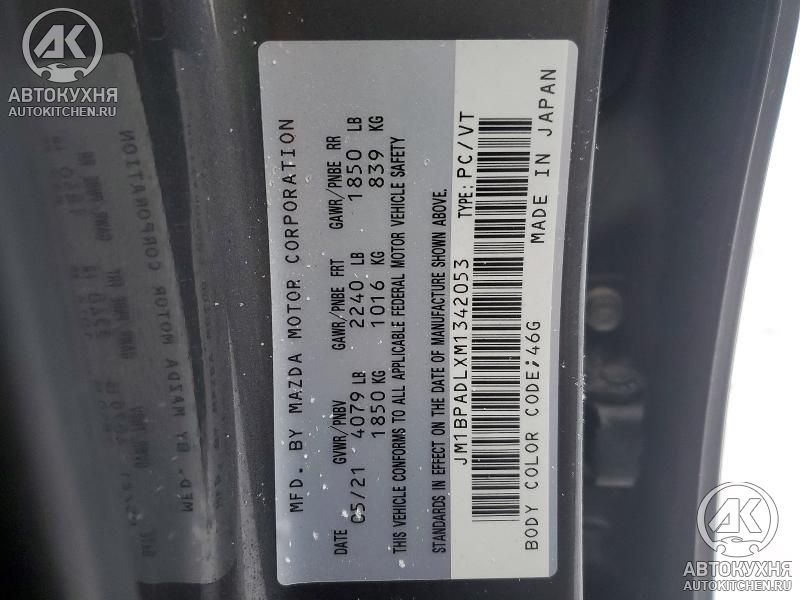 MFD. BY MAZDA MOTOR CORPORATION
DATE GVWR/PNBV GAWR/PNBE FRT GAWR/PNBE RR
05/21 4079 LB 2240 LB 1850 LB
1850 KG 1016 KG 839 KG
THIS VEHICLE CONFORMS TO ALL APPLICABLE FEDERAL MOTOR VEHICLE SAFETY
STANDARDS IN EFFECT ON THE DATE OF MANUFACTURE SHOWN ABOVE.
JM1BPADLXM1342053 TYPE: PC/VT
BODY COLOR CODE;46G MADE IN JAPAN
АК
АВТОКУХНЯ
AUTOKITCHEN.RU
АК
АВТОКУХНЯ
AUTOKITCHEN.RU